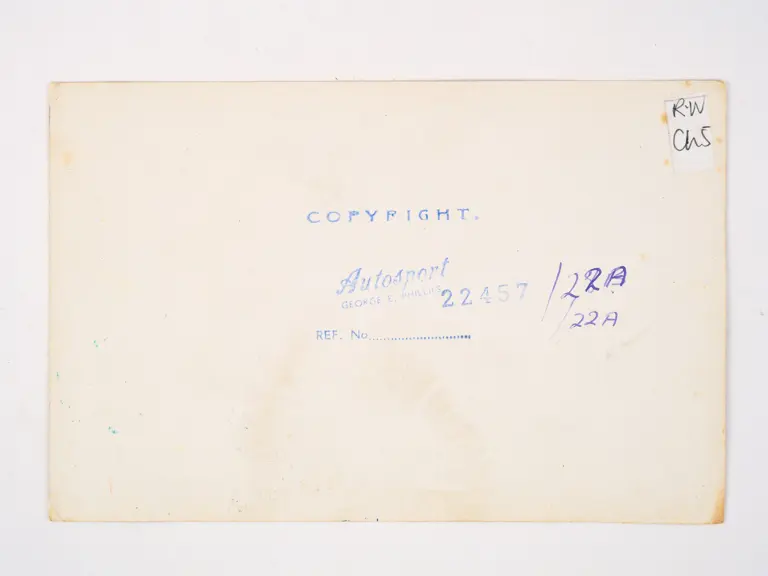 R.W
Ch5
COPYRIGHT.
Autosport
GEORGE E. PHILLIPS
22457 /22A
/22A
REF. No..............................